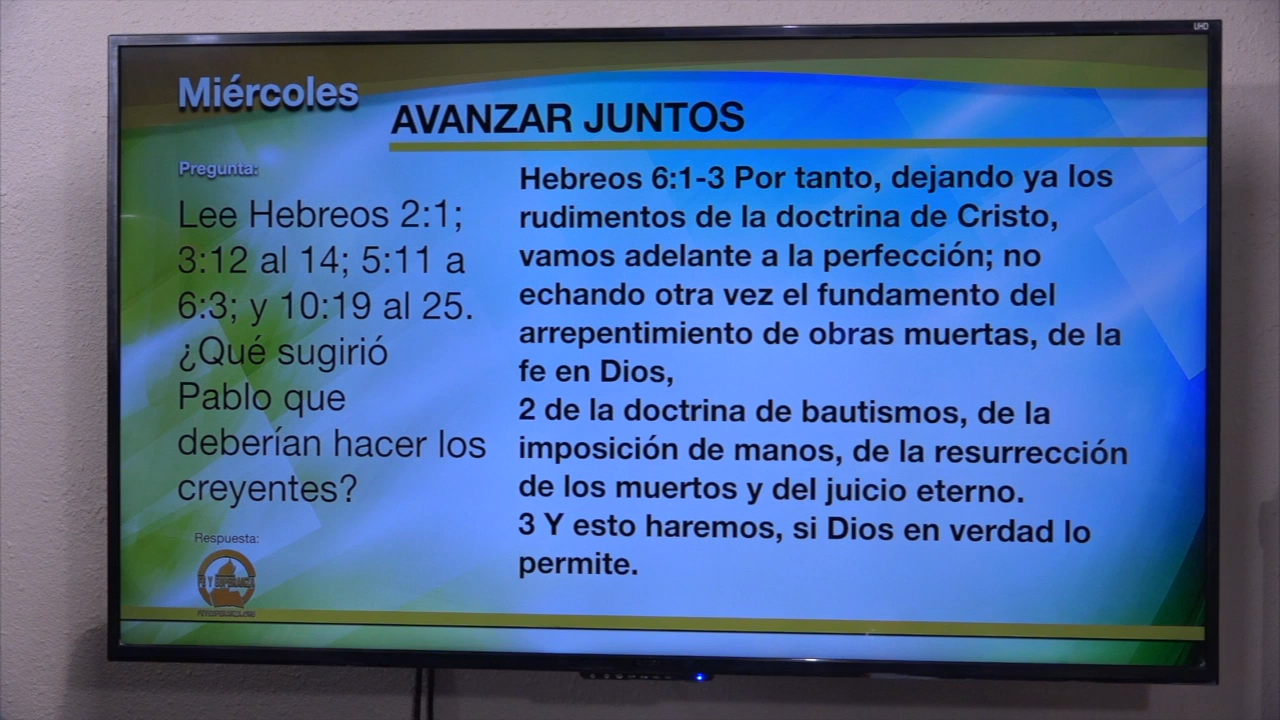 UHD
Miércoles
AVANZAR JUNTOS
Pregunta:
Lee Hebreos 2:1;
3:12 al 14; 5:11 a
6:3; y 10:19 al 25.
¿Qué sugirió
Pablo que
deberían hacer los
creyentes?
Respuesta:
FE Y ESPERANZA
Hebreos 6:1-3 Por tanto, dejando ya los
rudimentos de la doctrina de Cristo,
vamos adelante a la perfección; no
echando otra vez el fundamento del
arrepentimiento de obras muertas, de la
fe en Dios,
2 de la doctrina de bautismos, de la
imposición de manos, de la resurrección
de los muertos y del juicio eterno.
3 Y esto haremos, si Dios en verdad lo
permite.